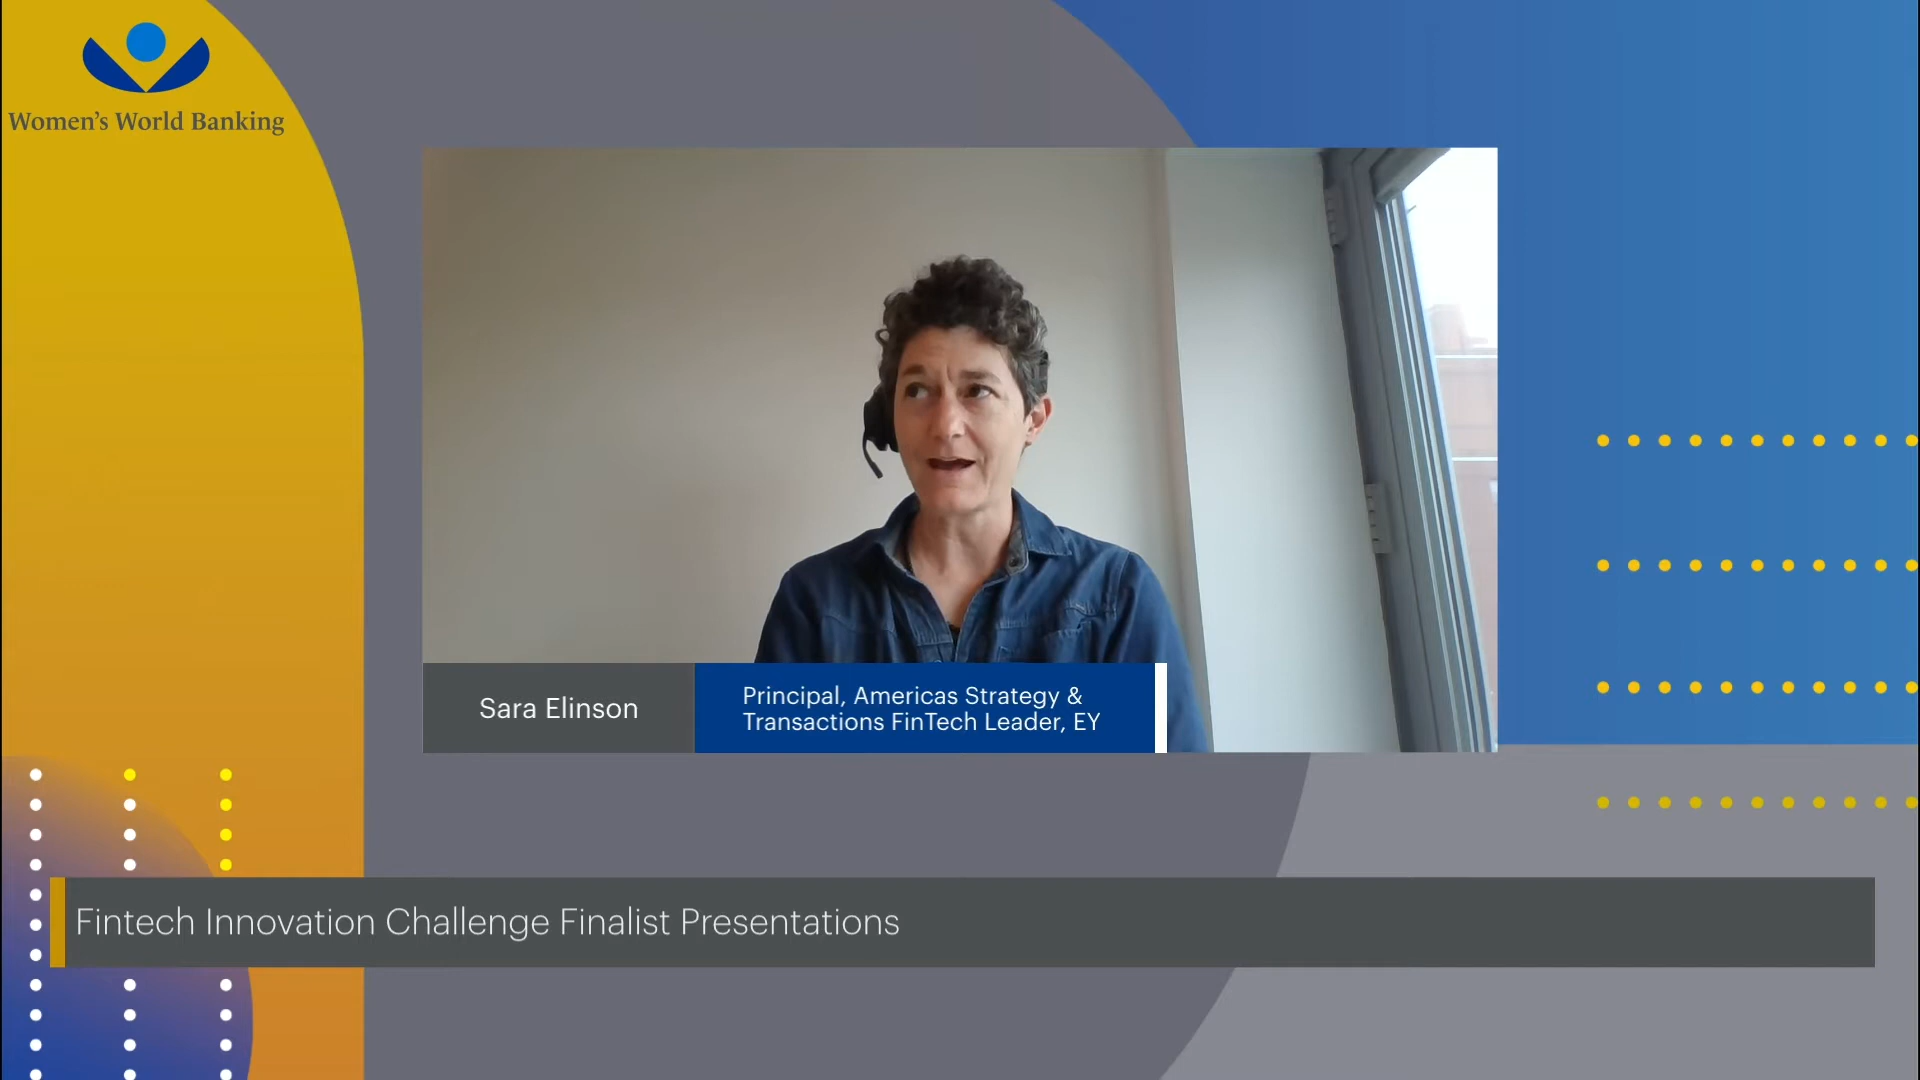 Women's World Banking
Sara Elinson
Principal, Americas Strategy &
Transactions FinTech Leader, EY
Fintech Innovation Challenge Finalist Presentations